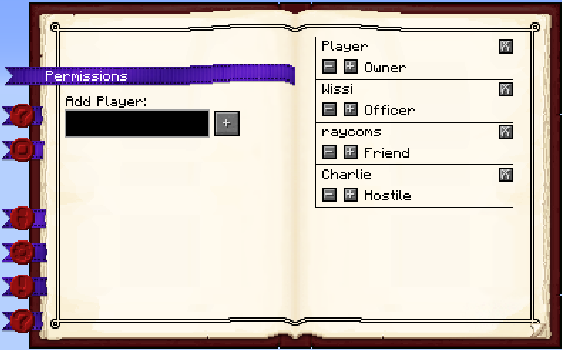 Permissions
Add Player:
+
Player
X
- + Owner
Wissi
X
- + Officer
raycoms
X
- + Friend
Charlie
X
- + Hostile